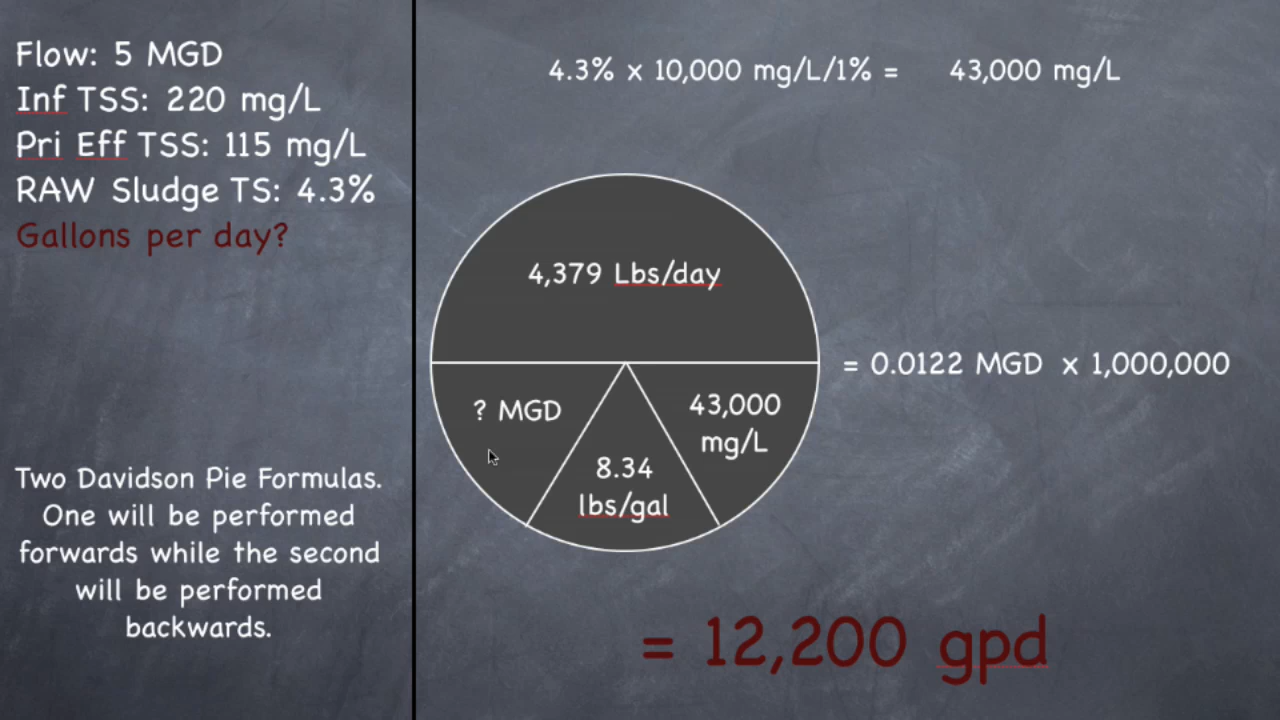 Flow: 5 MGD
Inf TSS: 220 mg/L
Pri Eff TSS: 115 mg/L
RAW Sludge TS: 4.3%
Gallons per day?
Two Davidson Pie Formulas.
One will be performed
forwards while the second
will be performed
backwards.
4.3% x 10,000 mg/L/1% = 43,000 mg/L
4,379 Lbs/day
? MGD
8.34
lbs/gal
43,000
mg/L
= 0.0122 MGD x 1,000,000
= 12,200 gpd